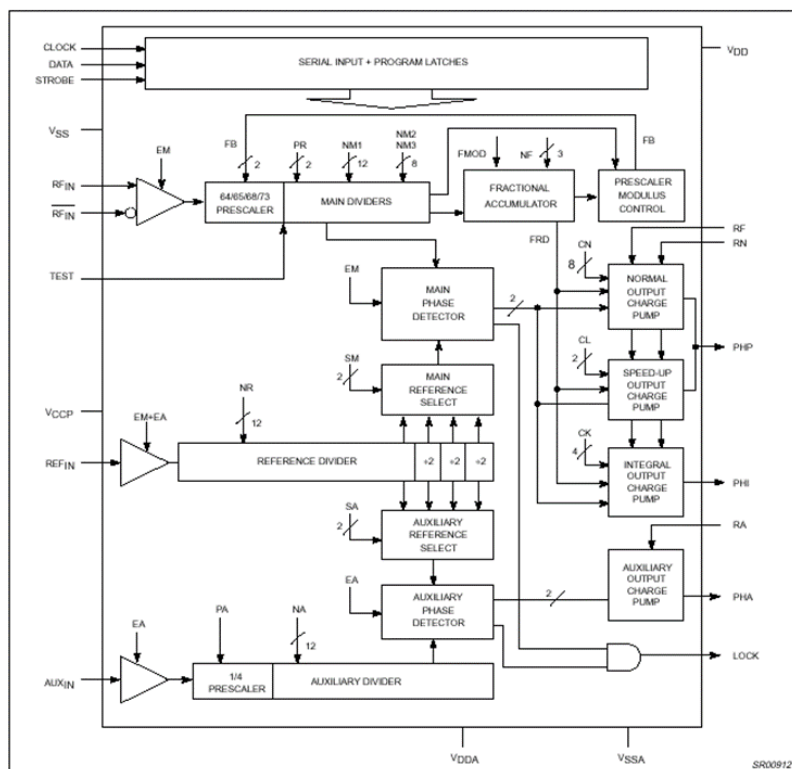 CLOCK
DATA
STROBE
SERIAL INPUT + PROGRAM LATCHES
VDD
VSS
EM
FB
2
PR
2
NM1
12
NM2
NM3
8
FMOD
NF
3
FB
RFIN
RFIN
64/65/68/73
PRESCALER
MAIN DIVIDERS
FRACTIONAL
ACCUMULATOR
PRESCALER
MODULUS
CONTROL
TEST
FRD
RF
RN
EM
MAIN
PHASE
DETECTOR
2
CN
8
NORMAL
OUTPUT
CHARGE
PUMP
PHP
SM
2
MAIN
REFERENCE
SELECT
CL
2
SPEED-UP
OUTPUT
CHARGE
PUMP
VCCP
EM+EA
NR
12
REFIN
REFERENCE DIVIDER
÷2
÷2
÷2
CK
4
INTEGRAL
OUTPUT
CHARGE
PUMP
PHI
SA
2
AUXILIARY
REFERENCE
SELECT
RA
EA
AUXILIARY
PHASE
DETECTOR
2
AUXILIARY
OUTPUT
CHARGE
PUMP
PHA
EA
PA
NA
12
LOCK
AUXIN
1/4
PRESCALER
AUXILIARY DIVIDER
VDDA
VSSA
SR00912